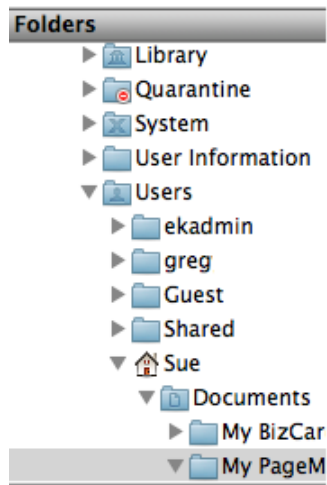 Folders
Library
Quarantine
System
User Information
Users
ekadmin
greg
Guest
Shared
Sue
Documents
My BizCar
My PageM